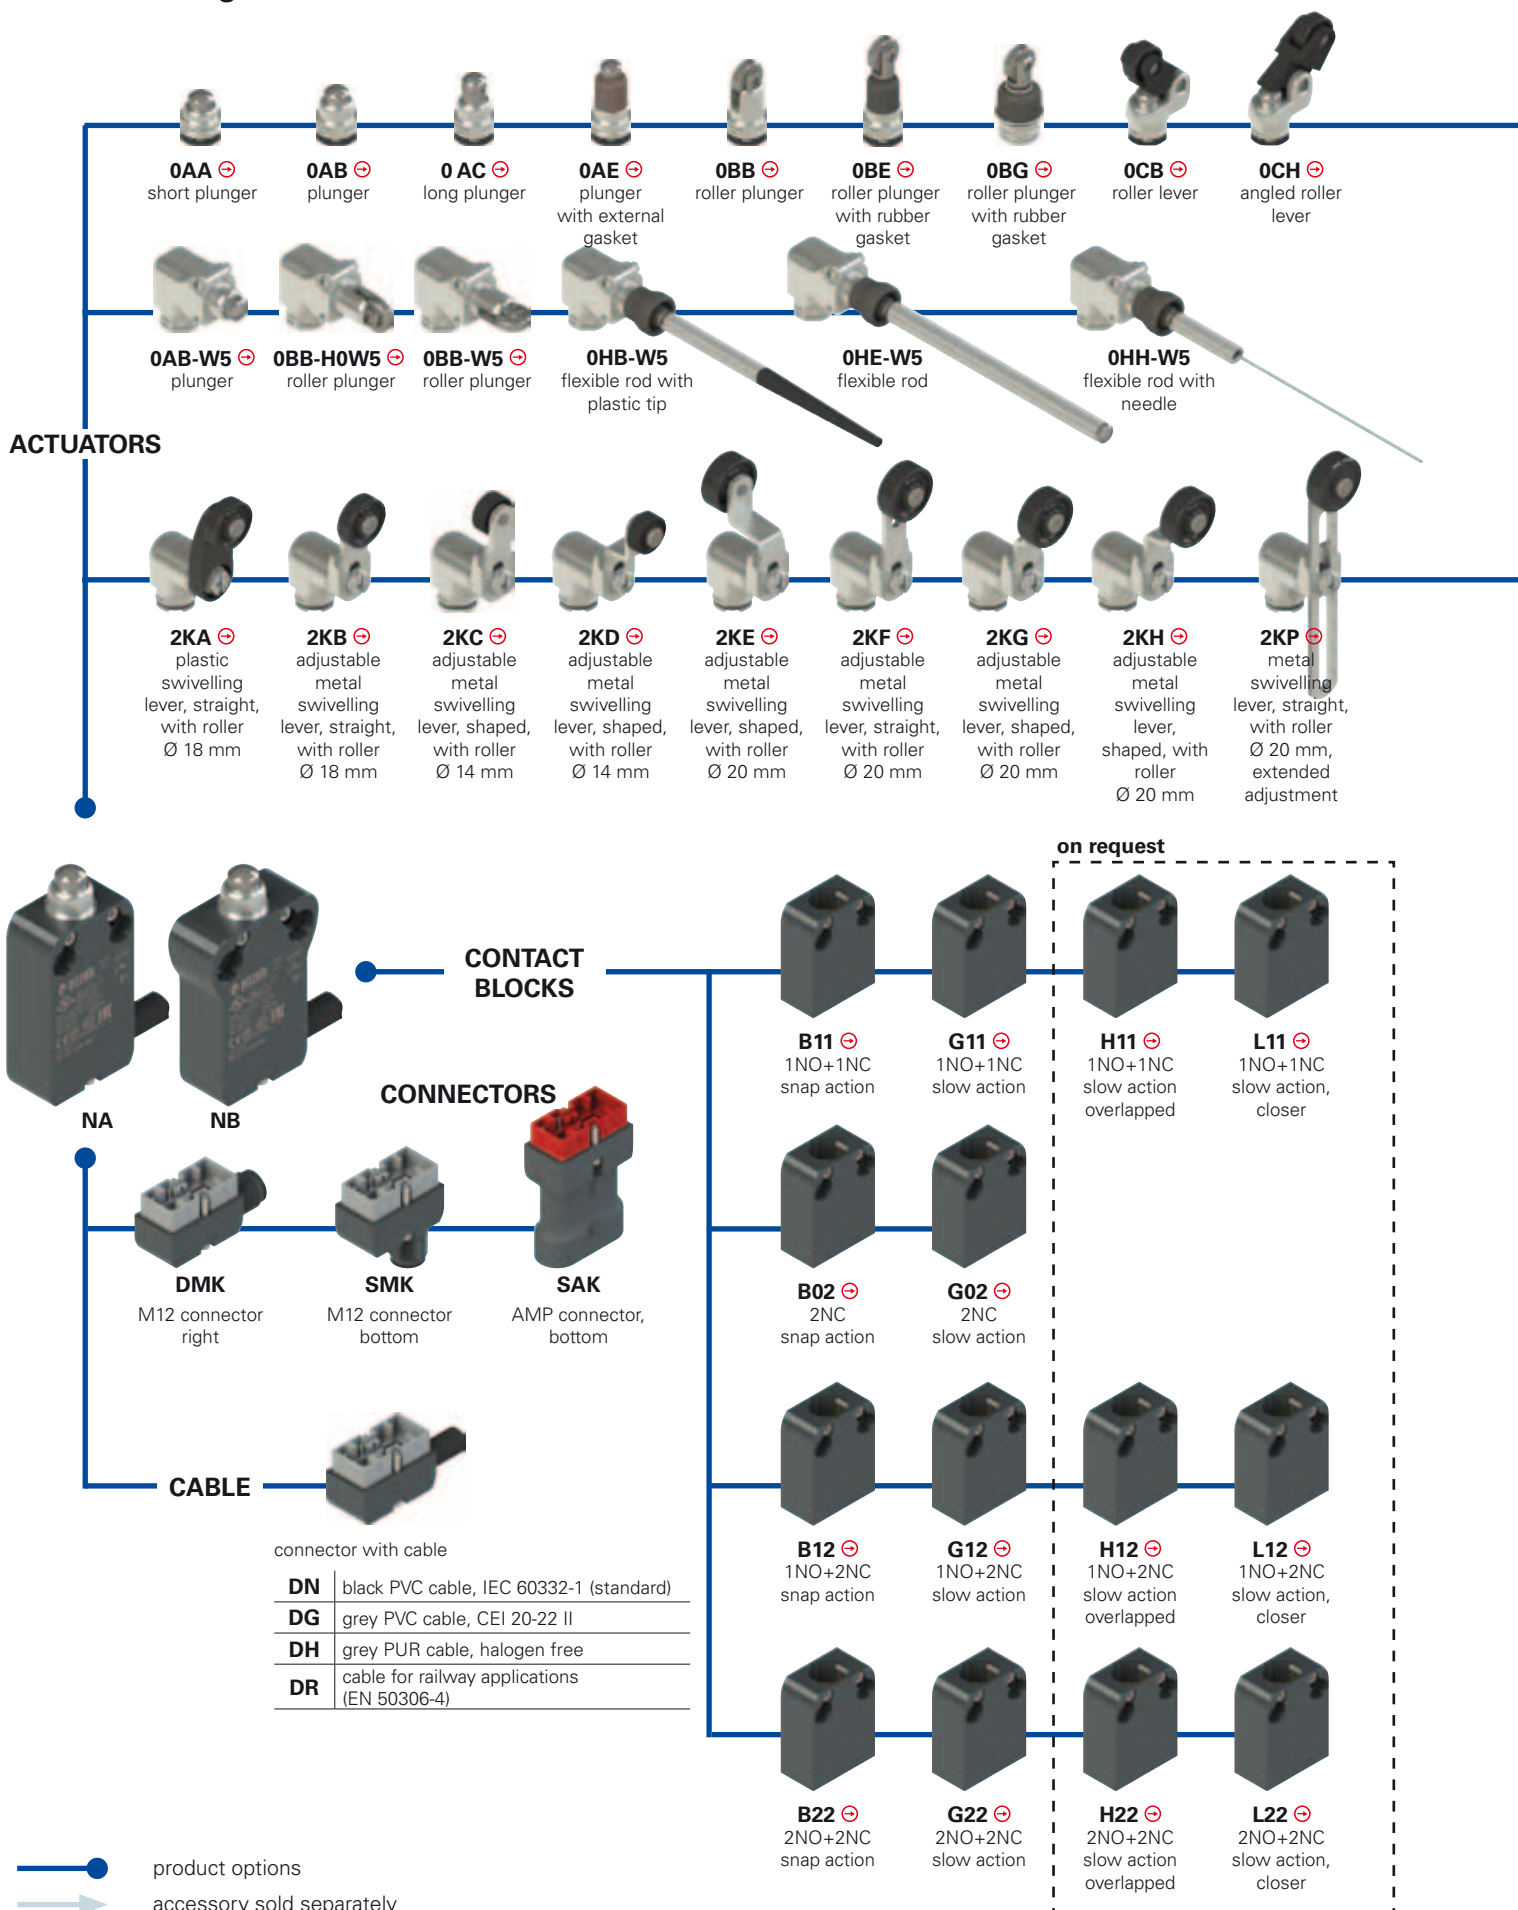 0AA
short plunger
0AB
plunger
0 AC
long plunger
0AE
plunger
with external
gasket
0BB
roller plunger
0BE
roller plunger
with rubber
gasket
0BG
roller plunger
with rubber
gasket
0CB
roller lever
0CH
angled roller
lever
0AB-W5
plunger
0BB-H0W5
roller plunger
0BB-W5
roller plunger
0HB-W5
flexible rod with
plastic tip
0HE-W5
flexible rod
0HH-W5
flexible rod with
needle
ACTUATORS
2KA
plastic
swivelling
lever, straight,
with roller
Ø 18 mm
2KB
adjustable
metal
swivelling
lever, straight,
with roller
Ø 18 mm
2KC
adjustable
metal
swivelling
lever, shaped,
with roller
Ø 14 mm
2KD
adjustable
metal
swivelling
lever, shaped,
with roller
Ø 14 mm
2KE
adjustable
metal
swivelling
lever, shaped,
with roller
Ø 20 mm
2KF
adjustable
metal
swivelling
lever, straight,
with roller
Ø 20 mm
2KG
adjustable
metal
swivelling
lever, shaped,
with roller
Ø 20 mm
2KH
adjustable
metal
swivelling
lever,
shaped, with
roller
Ø 20 mm
2KP
metal
swivelling
lever, straight,
with roller
Ø 20 mm,
extended
adjustment
on request
CONTACT
BLOCKS
B11
1NO+1NC
snap action
G11
1NO+1NC
slow action
H11
1NO+1NC
slow action
overlapped
L11
1NO+1NC
slow action,
closer
NA
NB
CONNECTORS
DMK
M12 connector
right
SMK
M12 connector
bottom
SAK
AMP connector,
bottom
B02
2NC
snap action
G02
2NC
slow action
CABLE
connector with cable
DN black PVC cable, IEC 60332-1 (standard)
DG grey PVC cable, CEI 20-22 II
DH grey PUR cable, halogen free
DR cable for railway applications
(EN 50306-4)
B12
1NO+2NC
snap action
G12
1NO+2NC
slow action
H12
1NO+2NC
slow action
overlapped
L12
1NO+2NC
slow action,
closer
B22
2NO+2NC
snap action
G22
2NO+2NC
slow action
H22
2NO+2NC
slow action
overlapped
L22
2NO+2NC
slow action,
closer
product options
accessory sold separately